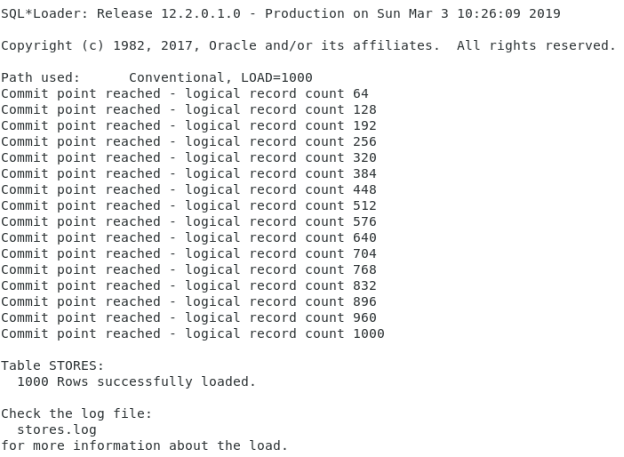 SQL*Loader: Release 12.2.0.1.0 - Production on Sun Mar 3 10:26:09 2019
Copyright (c) 1982, 2017, Oracle and/or its affiliates.  All rights reserved.
Path used:      Conventional, LOAD=1000
Commit point reached - logical record count 64
Commit point reached - logical record count 128
Commit point reached - logical record count 192
Commit point reached - logical record count 256
Commit point reached - logical record count 320
Commit point reached - logical record count 384
Commit point reached - logical record count 448
Commit point reached - logical record count 512
Commit point reached - logical record count 576
Commit point reached - logical record count 640
Commit point reached - logical record count 704
Commit point reached - logical record count 768
Commit point reached - logical record count 832
Commit point reached - logical record count 896
Commit point reached - logical record count 960
Commit point reached - logical record count 1000
Table STORES:
  1000 Rows successfully loaded.
Check the log file:
  stores.log
for more information about the load.